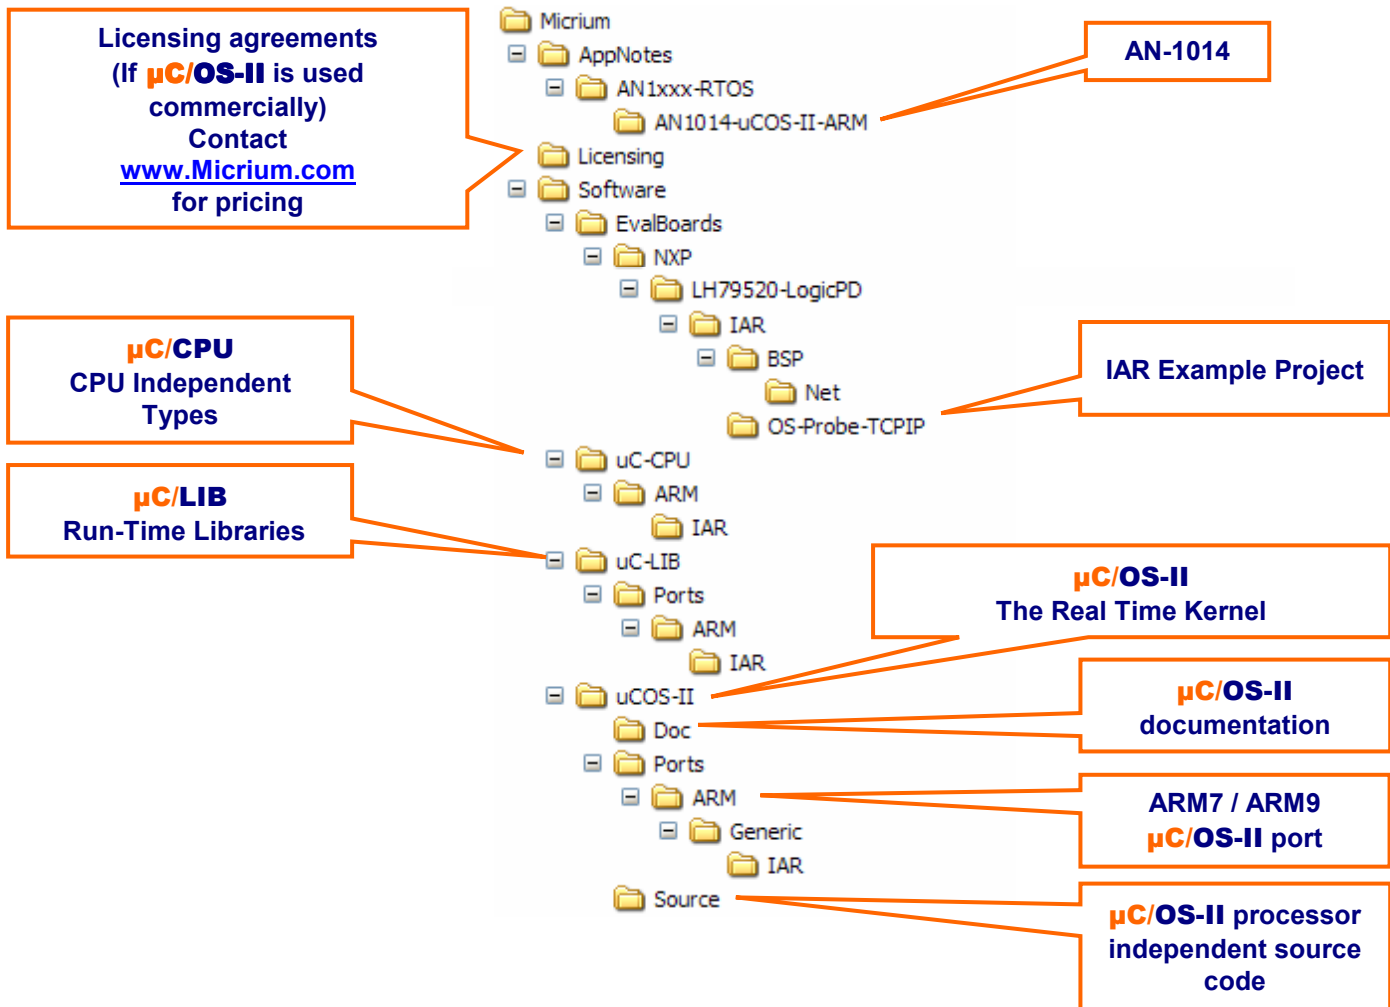 Licensing agreements
(If µC/OS-II is used
commercially)
Contact
www.Micrium.com
for pricing
Micrium
AppNotes
AN1xxx-RTOS
AN1014-uCOS-II-ARM
AN-1014
Licensing
Software
EvalBoards
NXP
LH79520-LogicPD
IAR
BSP
Net
OS-Probe-TCPIP
IAR Example Project
µC/CPU
CPU Independent
Types
uC-CPU
ARM
IAR
µC/LIB
Run-Time Libraries
uC-LIB
Ports
ARM
IAR
µC/OS-II
The Real Time Kernel
uCOS-II
Doc
µC/OS-II
documentation
Ports
ARM
Generic
IAR
ARM7 / ARM9
µC/OS-II port
Source
µC/OS-II processor
independent source
code